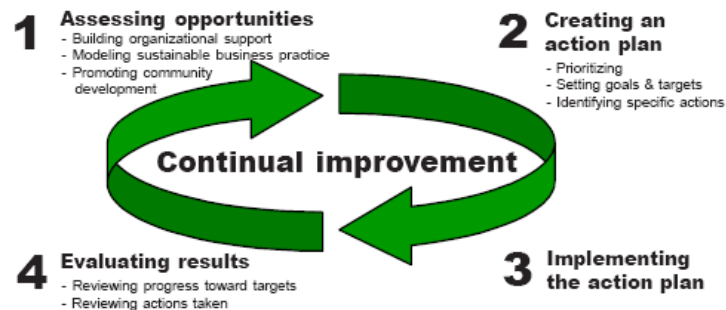 1 Assessing opportunities
- Building organizational support
- Modeling sustainable business practice
- Promoting community
development
2 Creating an
action plan
- Prioritizing
- Setting goals & targets
- Identifying specific actions
Continual improvement
3 Implementing
the action plan
4 Evaluating results
- Reviewing progress toward targets
- Reviewing actions taken